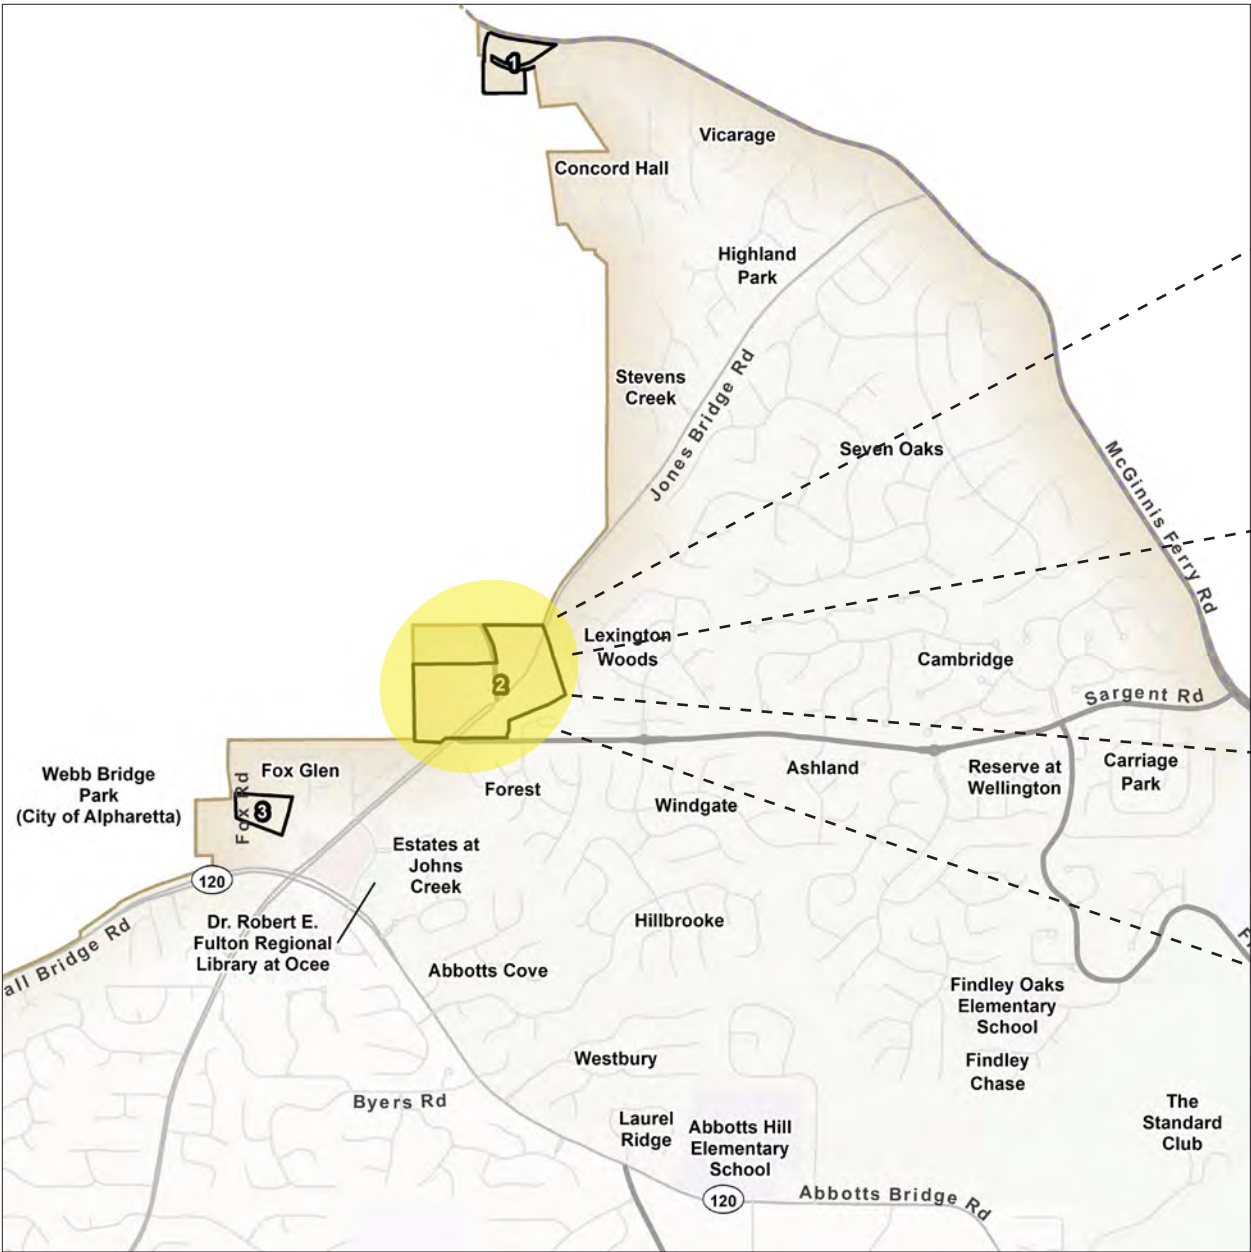 1
Vicarage
Concord Hall
Highland
Park
Stevens
Creek
Jones Bridge Rd
Seven Oaks
McGinnis Ferry Rd
Lexington
Woods
2
Cambridge
Sargent Rd
Webb Bridge
Park
(City of Alpharetta)
Fox Glen
Fox Rd
3
Forest
Ashland
Windgate
Reserve at
Wellington
Carriage
Park
Estates at
Johns
Creek
120
Dr. Robert E.
Fulton Regional
Library at Ocee
all Bridge Rd
Hillbrooke
Abbotts Cove
Findley Oaks
Elementary
School
Westbury
Findley
Chase
Byers Rd
Laurel
Ridge
Abbotts Hill
Elementary
School
The
Standard
Club
120
Abbotts Bridge Rd